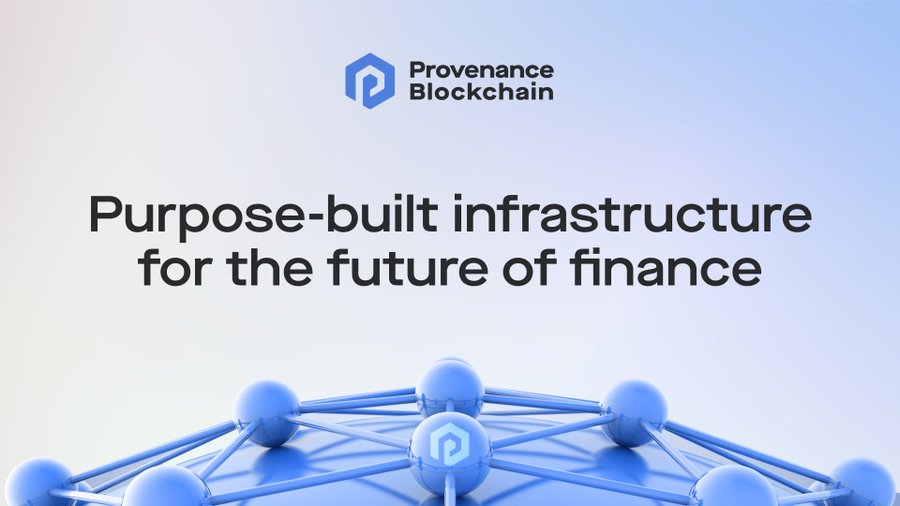 Provenance
Blockchain
Purpose-built infrastructure
for the future of finance